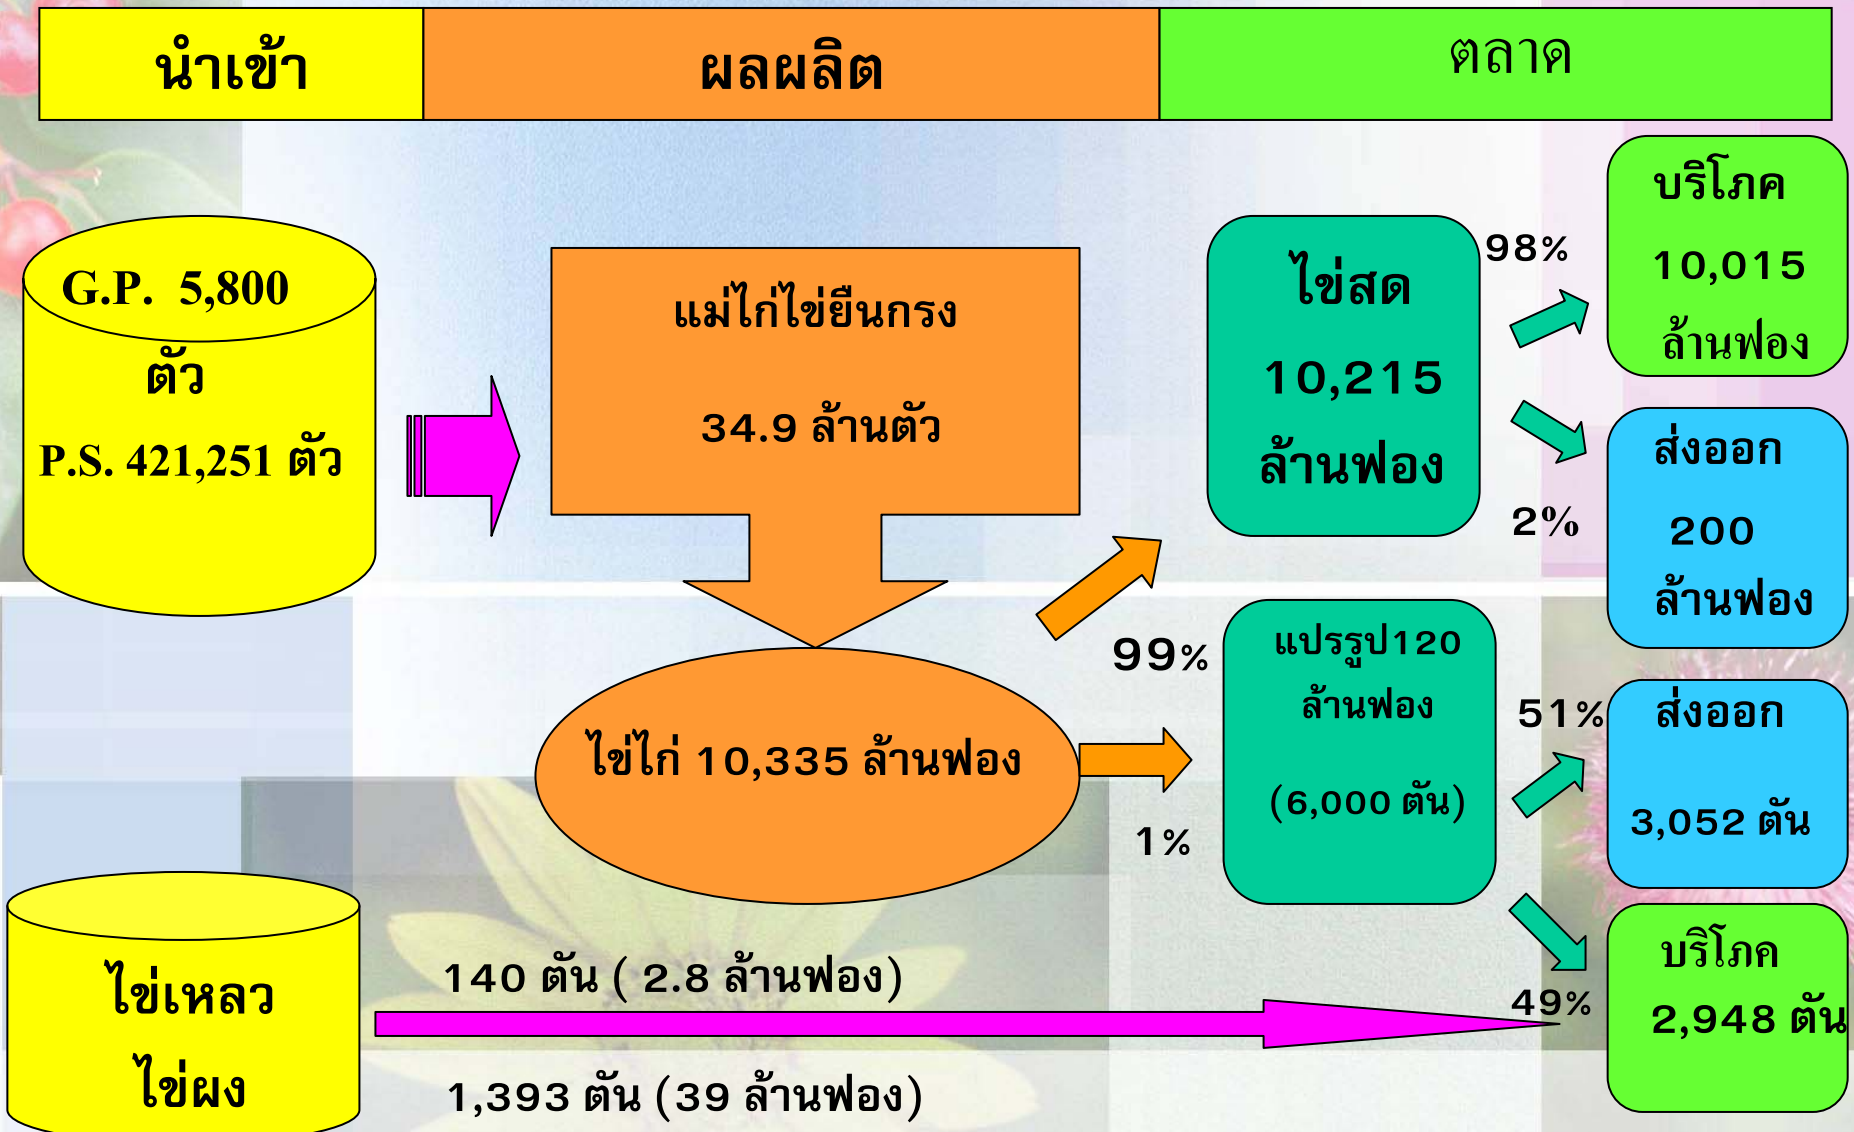 นำเข้า
ผลผลิต
ตลาด
G.P. 5,800
ตัว
P.S. 421,251 ตัว
แม่ไก่ไข่ยืนกรง
34.9 ล้านตัว
ไข่ไก่ 10,335 ล้านฟอง
99%
1%
ไข่สด
10,215
ล้านฟอง
98%
2%
บริโภค
10,015
ล้านฟอง
ส่งออก
200
ล้านฟอง
แปรรูป120
ล้านฟอง
(6,000 ตัน)
51%
49%
ส่งออก
3,052 ตัน
บริโภค
2,948 ตัน
ไข่เหลว
ไข่ผง
140 ตัน ( 2.8 ล้านฟอง)
1,393 ตัน (39 ล้านฟอง)